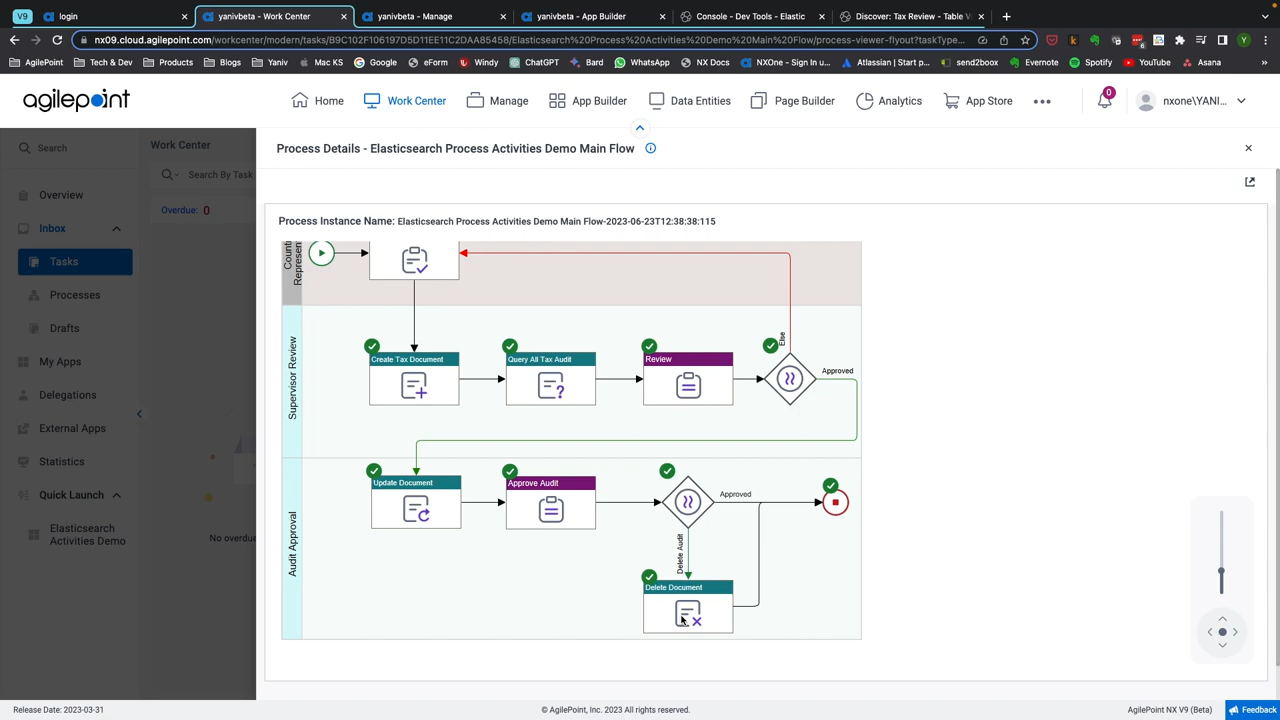 V9 login
yanivbeta - Work Center
yanivbeta - Manage
yanivbeta - App Builder
Console - Dev Tools - Elastic
Discover: Tax Review - Table V
nx09.cloud.agilepoint.com/workcenter/modern/tasks/B9C102F106197D5D11EE11C2DAA85458/Elasticsearch%20Process%20Activities%20Demo%20Main%20Flow/process-viewer-flyout?taskType...
AgilePoint Tech & Dev Products Blogs Yaniv Mac KS Google eForm Windy ChatGPT Bard WhatsApp NX Docs NXOne - Sign in u... Atlassian | Start p... send2boox Evernote Spotify YouTube Asana
agilepoint
Home Work Center Manage App Builder Data Entities Page Builder Analytics App Store 0 nxone\YANI...
Search
Overview
Inbox
Tasks
Processes
Drafts
My Apps
Delegations
External Apps
Statistics
Quick Launch
Elasticsearch
Activities Demo
Work Center
Search By Task
Overdue: 0
No overdue
Process Details - Elasticsearch Process Activities Demo Main Flow
Process Instance Name: Elasticsearch Process Activities Demo Main Flow-2023-06-23T12:38:38:115
Supervisor Review
Create Tax Document
Query All Tax Audit
Review
Else
Approved
Audit Approval
Update Document
Approve Audit
Approved
Delete Audit
Delete Document
Release Date: 2023-03-31
© AgilePoint, Inc. 2023 All rights reserved.
AgilePoint NX V9 (Beta)
Feedback